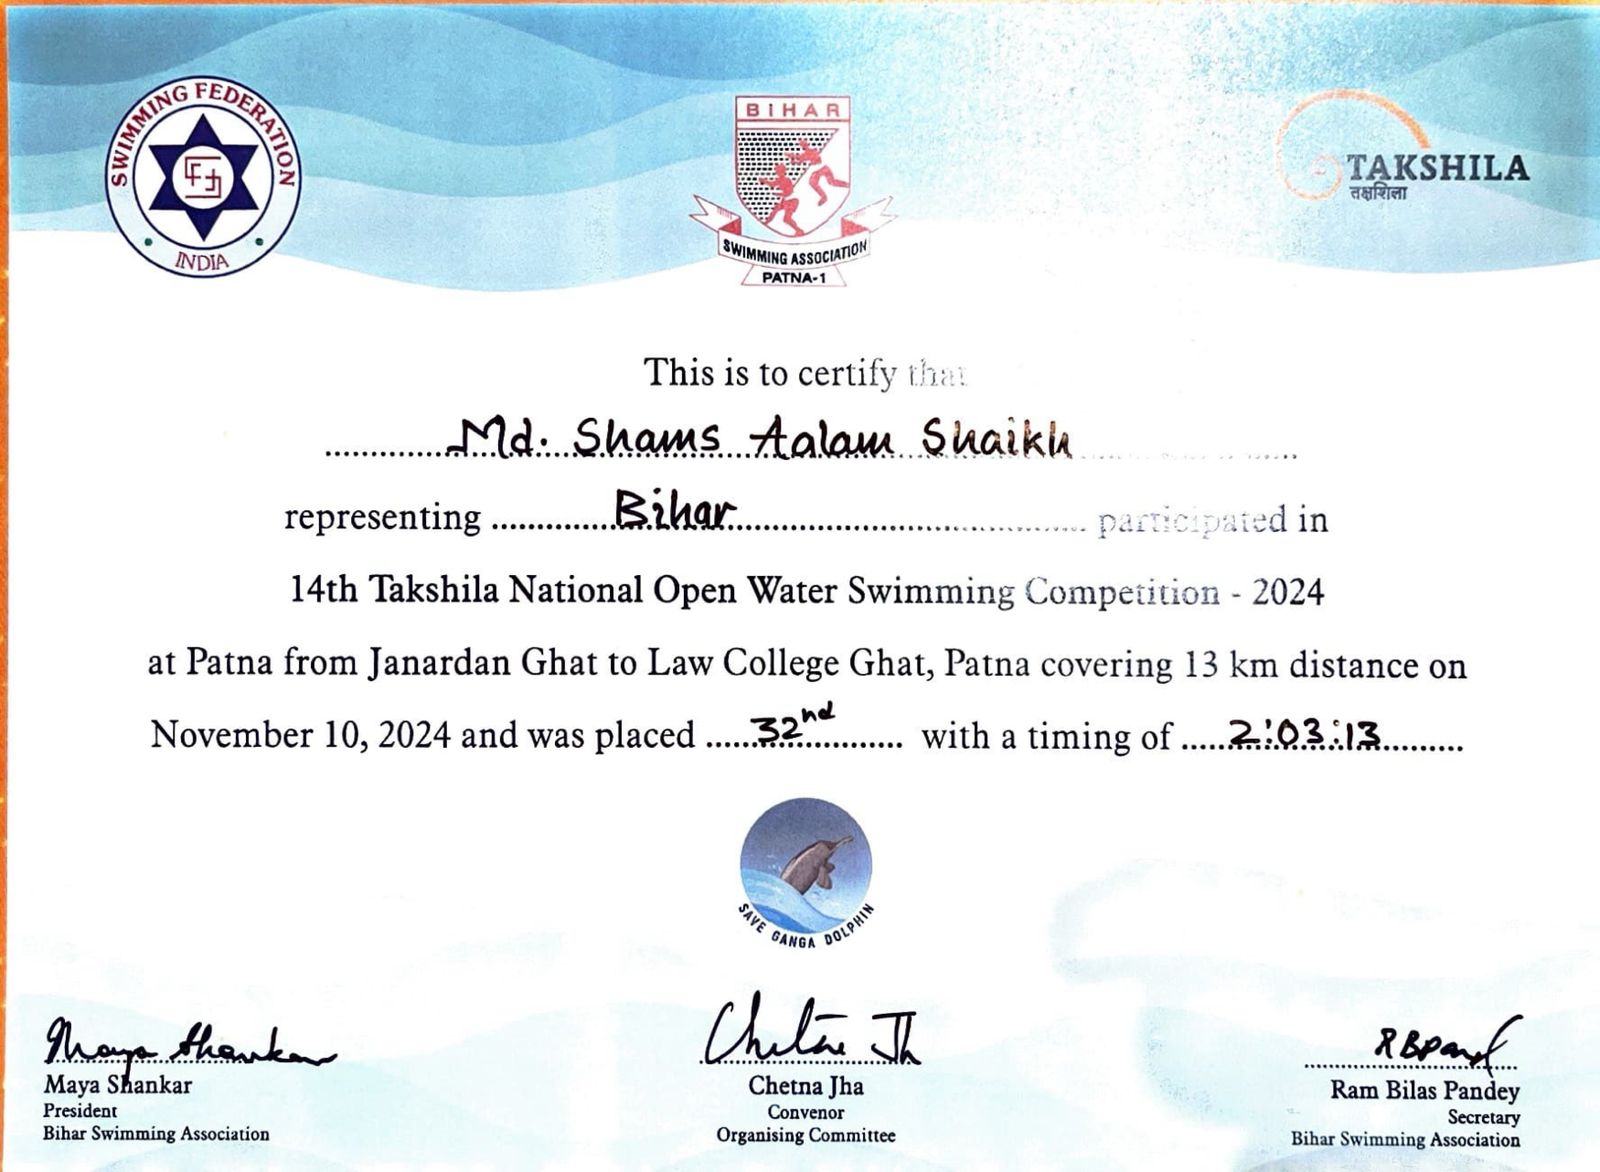 SWIMMING FEDERATION
INDIA
BIHAR
SWIMMING ASSOCIATION
PATNA-1
TAKSHILA
तक्षशिला
This is to certify that
Md. Shams Aalam Shaikh
representing Bihar participated in
14th Takshila National Open Water Swimming Competition - 2024
at Patna from Janardan Ghat to Law College Ghat, Patna covering 13 km distance on
November 10, 2024 and was placed 32nd with a timing of 2:03:13
SAVE GANGA DOLPHIN
Maya Shankar
Chetna Jh
RBPand
Maya Shankar
President
Bihar Swimming Association
Chetna Jha
Convenor
Organising Committee
Ram Bilas Pandey
Secretary
Bihar Swimming Association